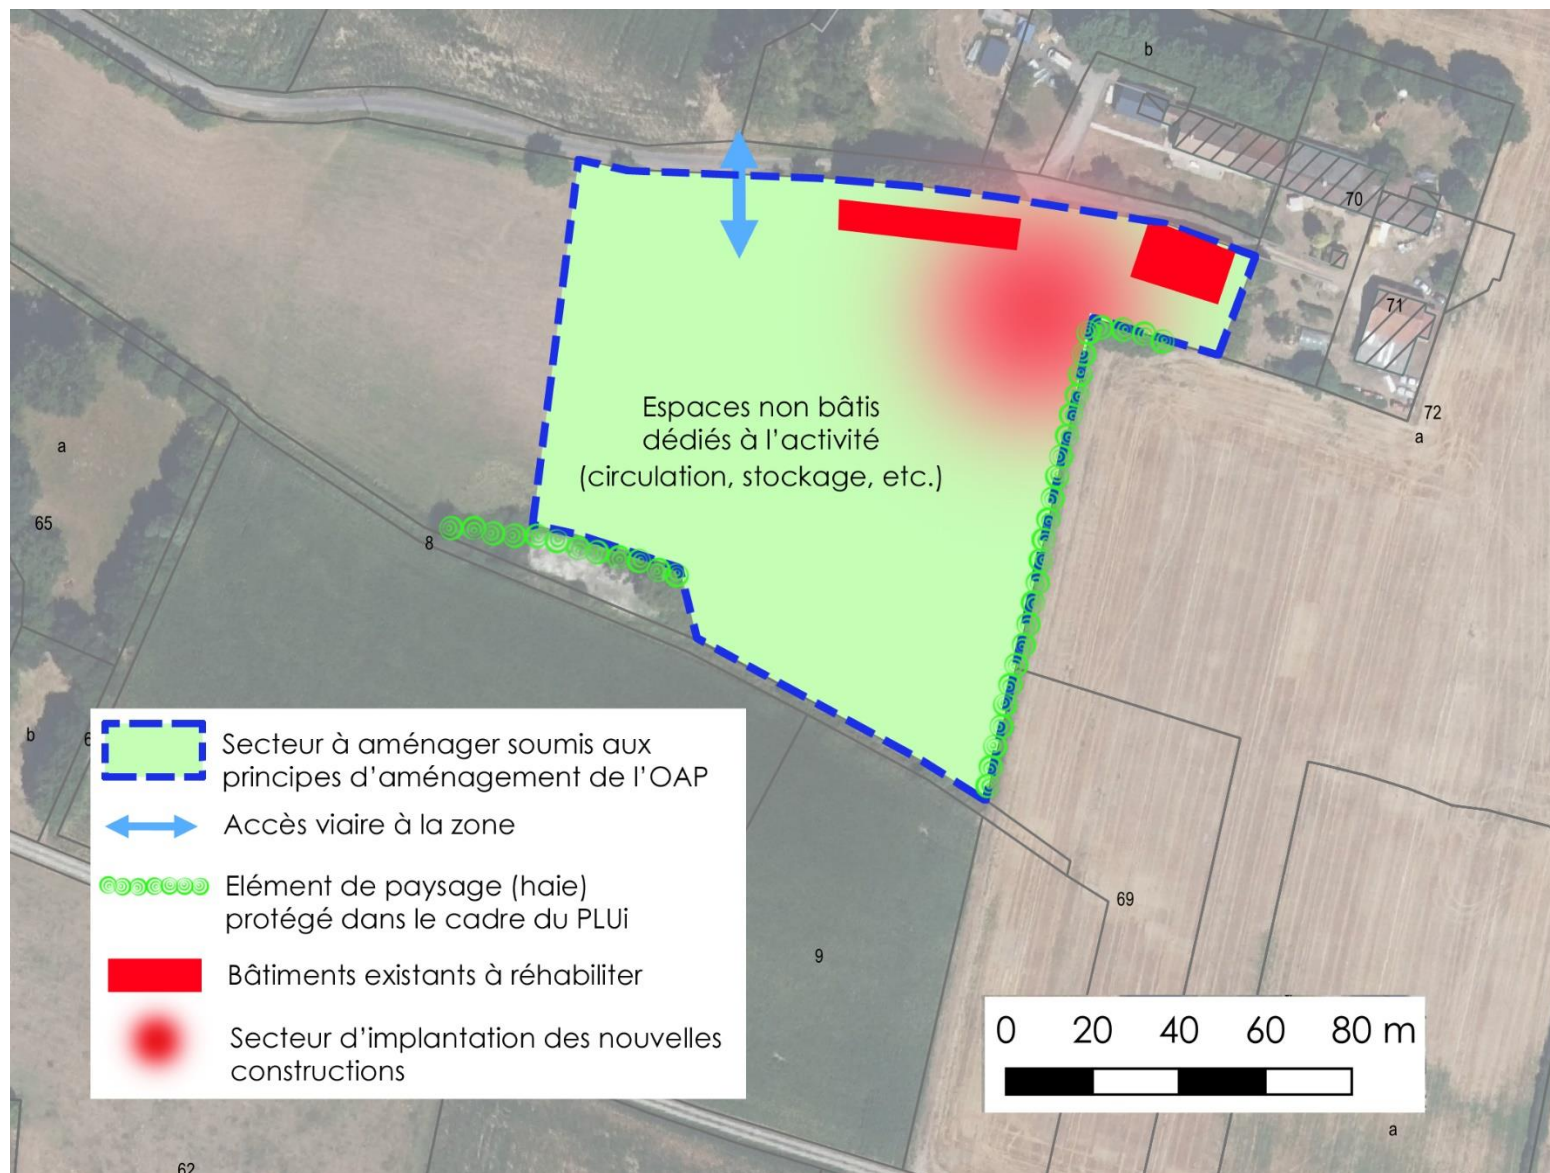 b
70
71
72
a
Espaces non bâtis
dédiés à l'activité
(circulation, stockage, etc.)
a
65
8
b
6
69
9
a
62
Secteur à aménager soumis aux
principes d'aménagement de l'OAP
Accès viaire à la zone
Elément de paysage (haie)
protégé dans le cadre du PLUi
Bâtiments existants à réhabiliter
Secteur d'implantation des nouvelles
constructions
0 20 40 60 80 m